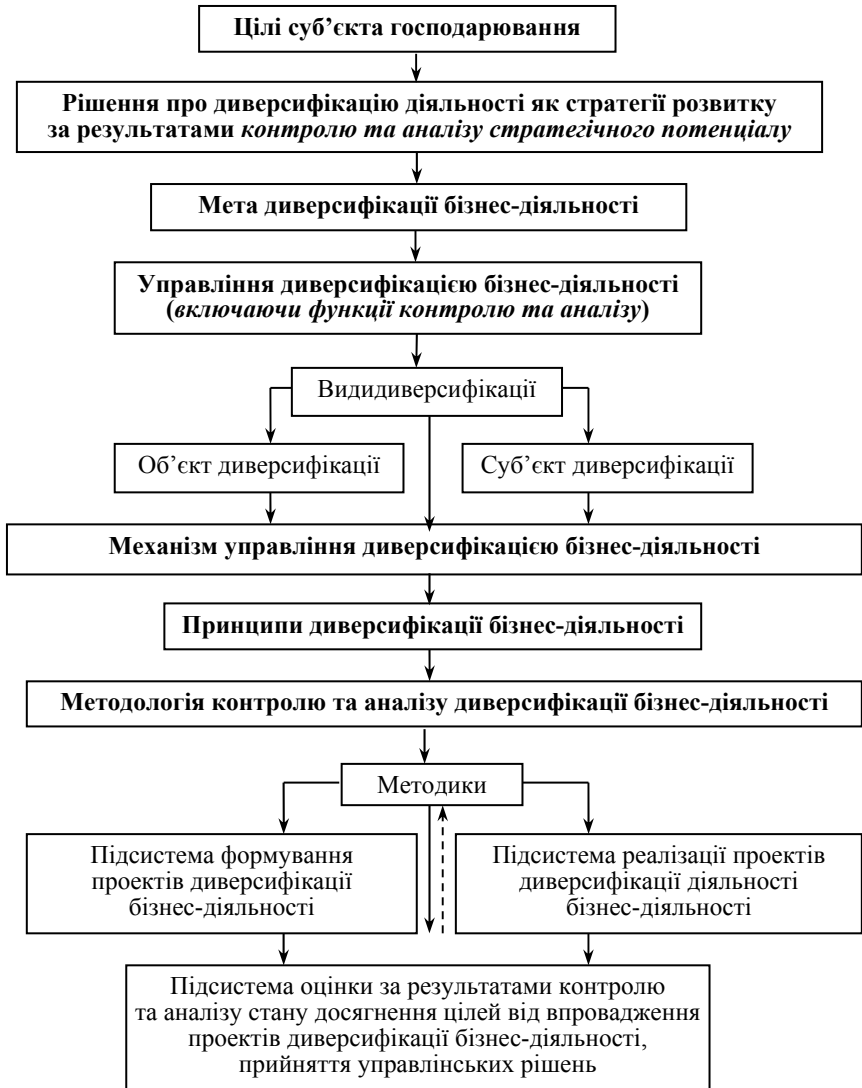 Цілі суб’єкта господарювання
Рішення про диверсифікацію діяльності як стратегії розвитку
за результатами контролю та аналізу стратегічного потенціалу
Мета диверсифікації бізнес-діяльності
Управління диверсифікацією бізнес-діяльності
(включаючи функції контролю та аналізу)
Видидиверсифікації
Об’єкт диверсифікації
Суб’єкт диверсифікації
Механізм управління диверсифікацією бізнес-діяльності
Принципи диверсифікації бізнес-діяльності
Методологія контролю та аналізу диверсифікації бізнес-діяльності
Методики
Підсистема формування
проектів диверсифікації
бізнес-діяльності
Підсистема реалізації проектів
диверсифікації діяльності
бізнес-діяльності
Підсистема оцінки за результатами контролю
та аналізу стану досягнення цілей від впровадження
проектів диверсифікації бізнес-діяльності,
прийняття управлінських рішень